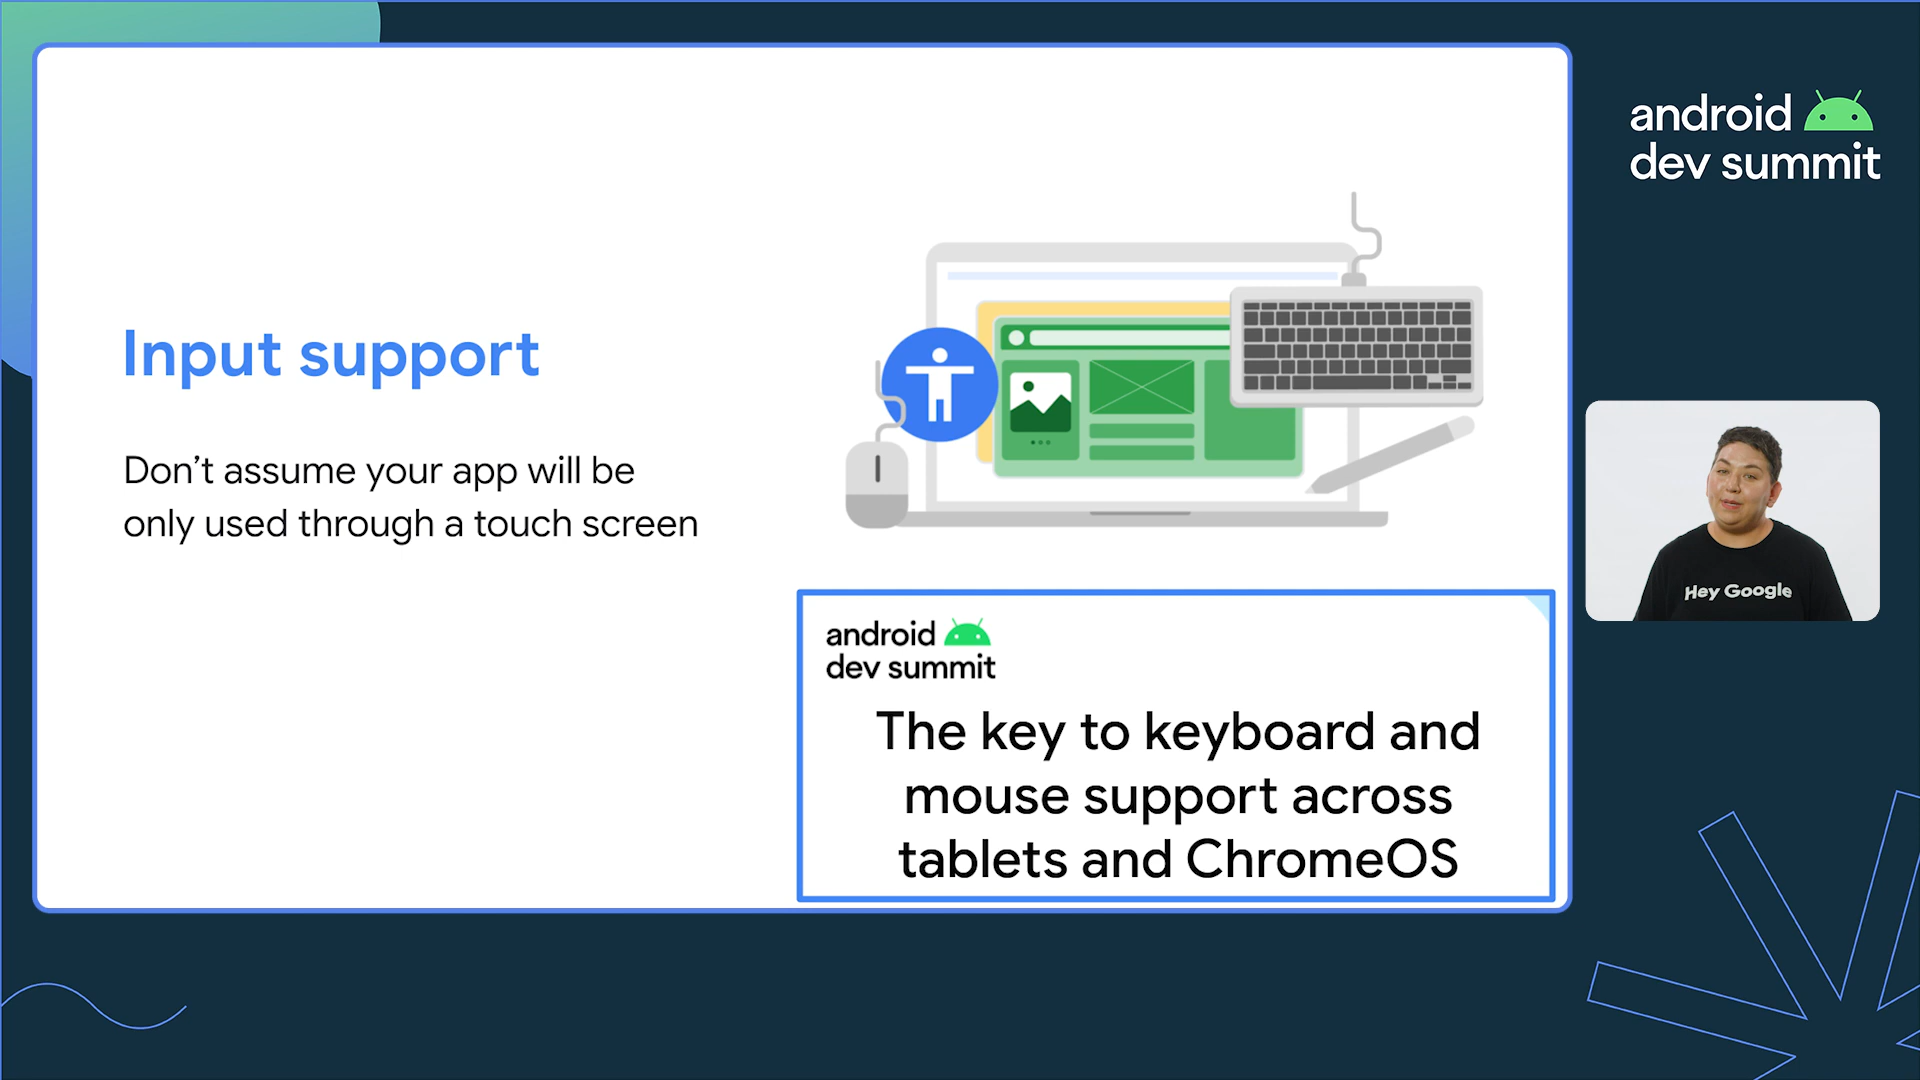 Input support
Don’t assume your app will be
only used through a touch screen
android
dev summit
The key to keyboard and
mouse support across
tablets and ChromeOS
android
dev summit
Hey Google